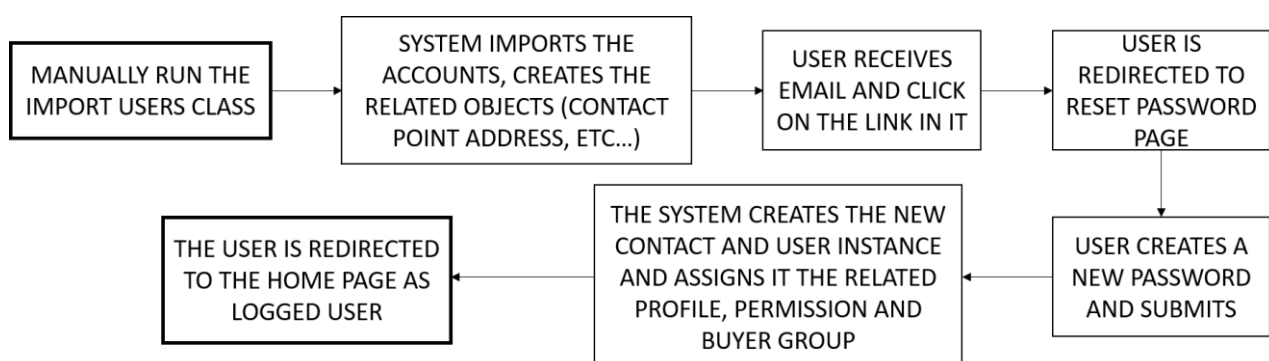 MANUALLY RUN THE
IMPORT USERS CLASS
SYSTEM IMPORTS THE
ACCOUNTS, CREATES THE
RELATED OBJECTS (CONTACT
POINT ADDRESS, ETC...)
USER RECEIVES
EMAIL AND CLICK
ON THE LINK IN IT
USER IS
REDIRECTED TO
RESET PASSWORD
PAGE
USER CREATES A
NEW PASSWORD
AND SUBMITS
THE SYSTEM CREATES THE NEW
CONTACT AND USER INSTANCE
AND ASSIGNS IT THE RELATED
PROFILE, PERMISSION AND
BUYER GROUP
THE USER IS REDIRECTED
TO THE HOME PAGE AS
LOGGED USER